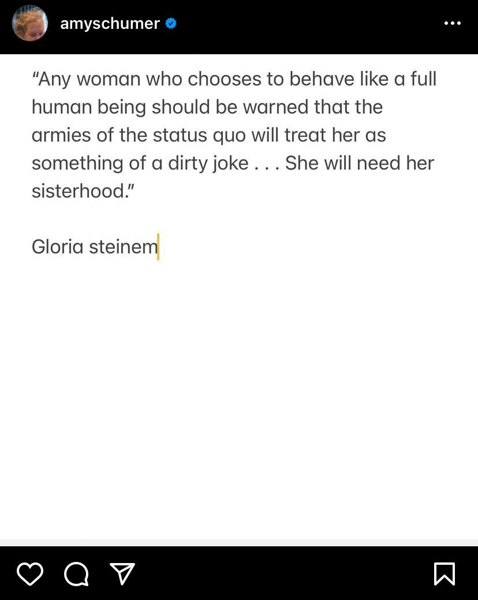 amyschumer
“Any woman who chooses to behave like a full
human being should be warned that the
armies of the status quo will treat her as
something of a dirty joke . . . She will need her
sisterhood.”
Gloria steinem